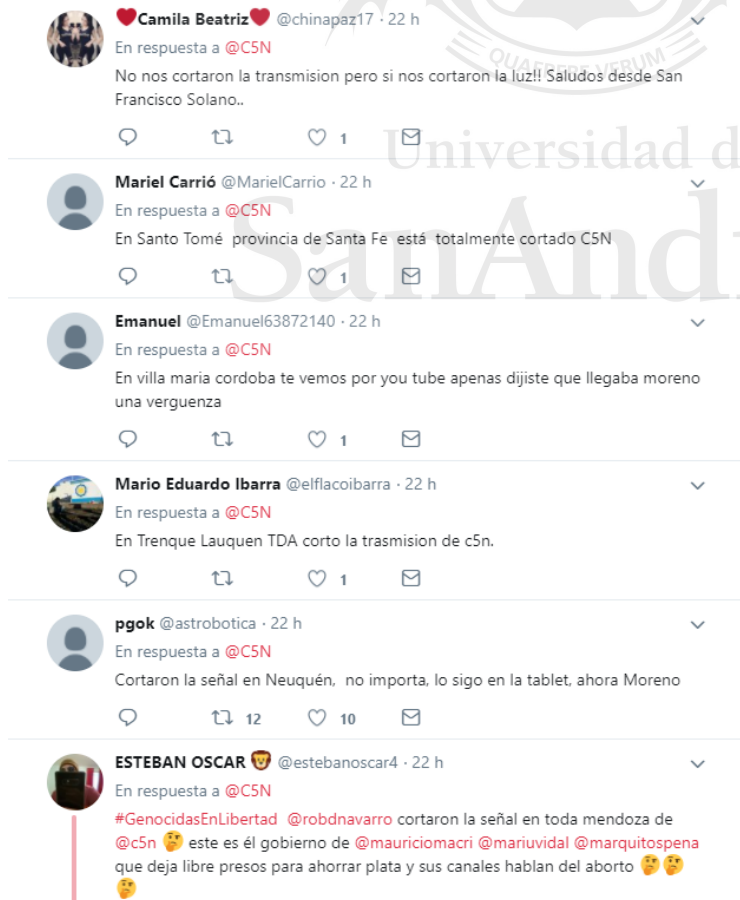 ❤️Camila Beatriz❤️ @chinapaz17 · 22 h
En respuesta a @C5N
No nos cortaron la transmision pero si nos cortaron la luz!! Saludos desde San
Francisco Solano..
1
Mariel Carrió @MarielCarrio · 22 h
En respuesta a @C5N
En Santo Tomé  provincia de Santa Fe  está  totalmente cortado C5N
1
Emanuel @Emanuel63872140 · 22 h
En respuesta a @C5N
En villa maria cordoba te vemos por you tube apenas dijiste que llegaba moreno
una verguenza
1
Mario Eduardo Ibarra @elflacoibarra · 22 h
En respuesta a @C5N
En Trenque Lauquen TDA corto la trasmision de c5n.
1
pgok @astrobotica · 22 h
En respuesta a @C5N
Cortaron la señal en Neuquén,  no importa, lo sigo en la tablet, ahora Moreno
12 10
ESTEBAN OSCAR 🦁 @estebanoscar4 · 22 h
En respuesta a @C5N
#GenocidasEnLibertad  @robdnavarro cortaron la señal en toda mendoza de
@c5n 🤔 este es él gobierno de @mauriciomacri @mariuvidal @marquitospena
que deja libre presos para ahorrar plata y sus canales hablan del aborto 🤔🤔
🤔
QUAERERE VERUM
Universidad d
SanAnd